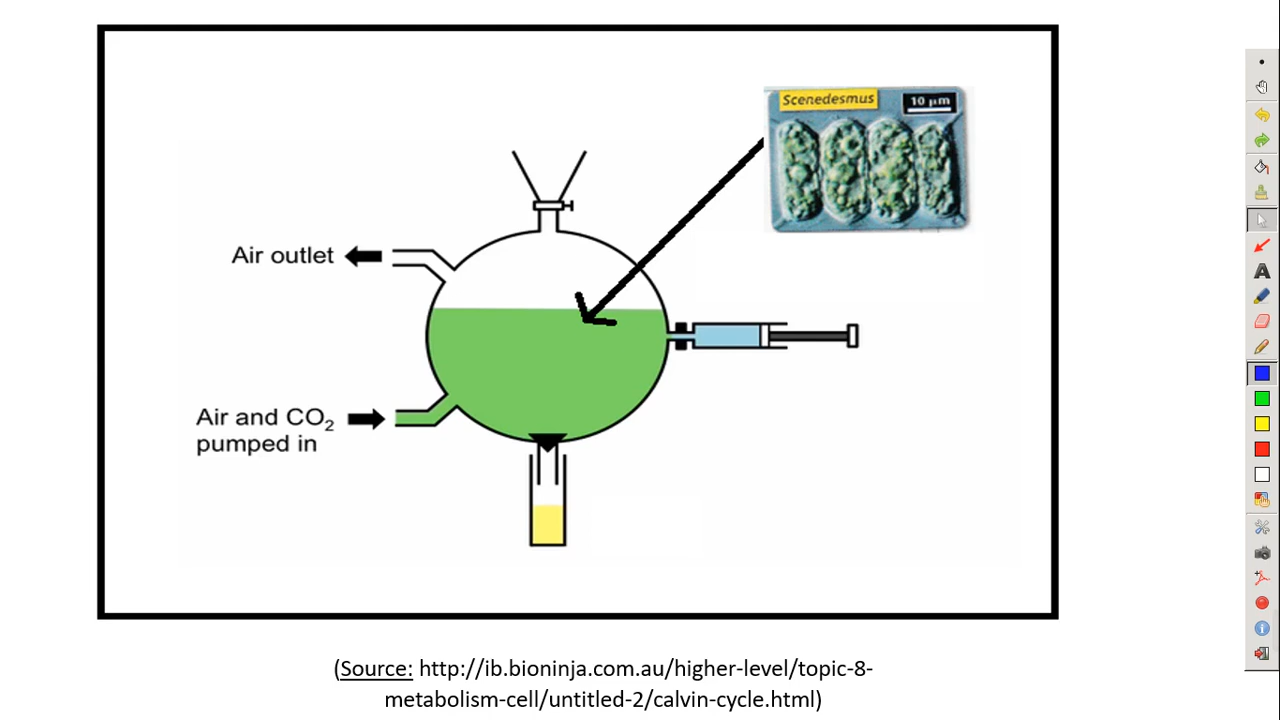 Scenedesmus
10 µm
Air outlet
Air and CO₂
pumped in
(Source: http://ib.bioninja.com.au/higher-level/topic-8-
metabolism-cell/untitled-2/calvin-cycle.html)